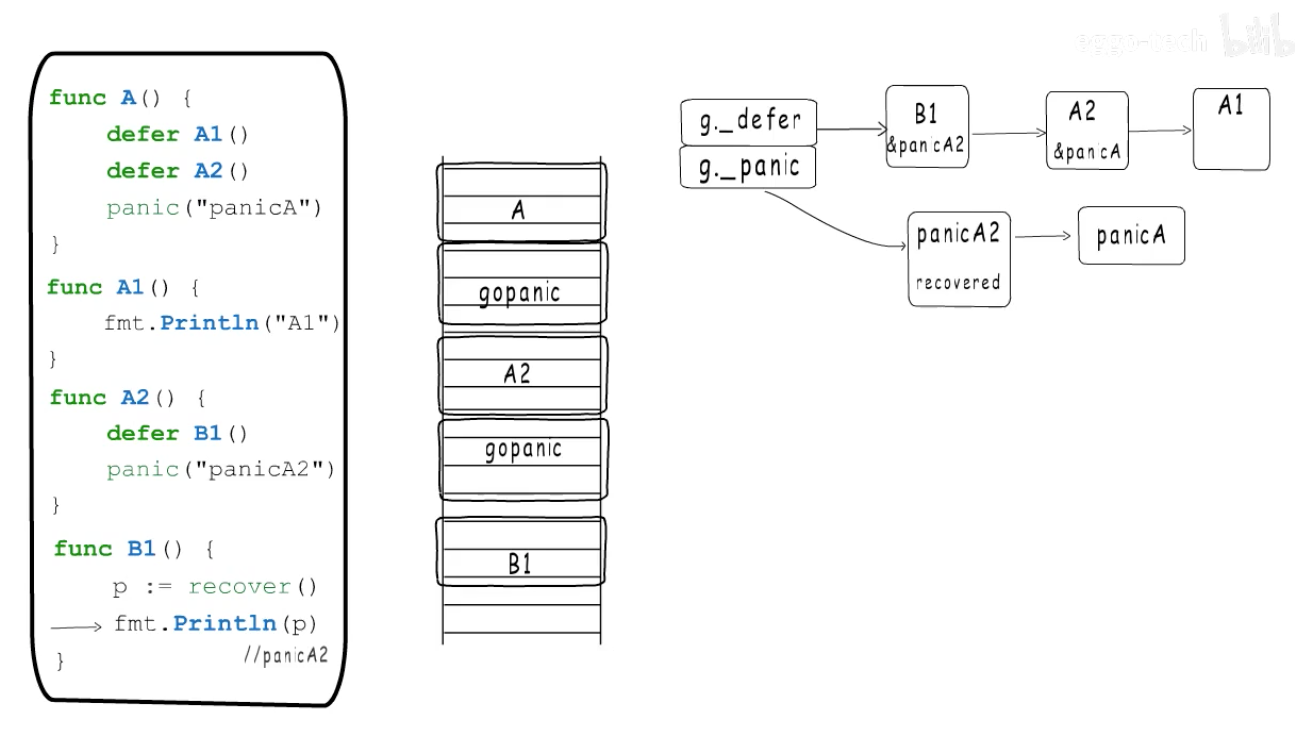 eggo-tech bilibili
func A() {
defer A1()
defer A2()
panic("panicA")
}
func A1() {
fmt.Println("A1")
}
func A2() {
defer B1()
panic("panicA2")
}
func B1() {
p := recover()
fmt.Println(p)
//panicA2
}
A
gopanic
A2
gopanic
B1
g._defer
g._panic
B1
&panicA2
A2
&panicA
A1
panicA2
recovered
panicA